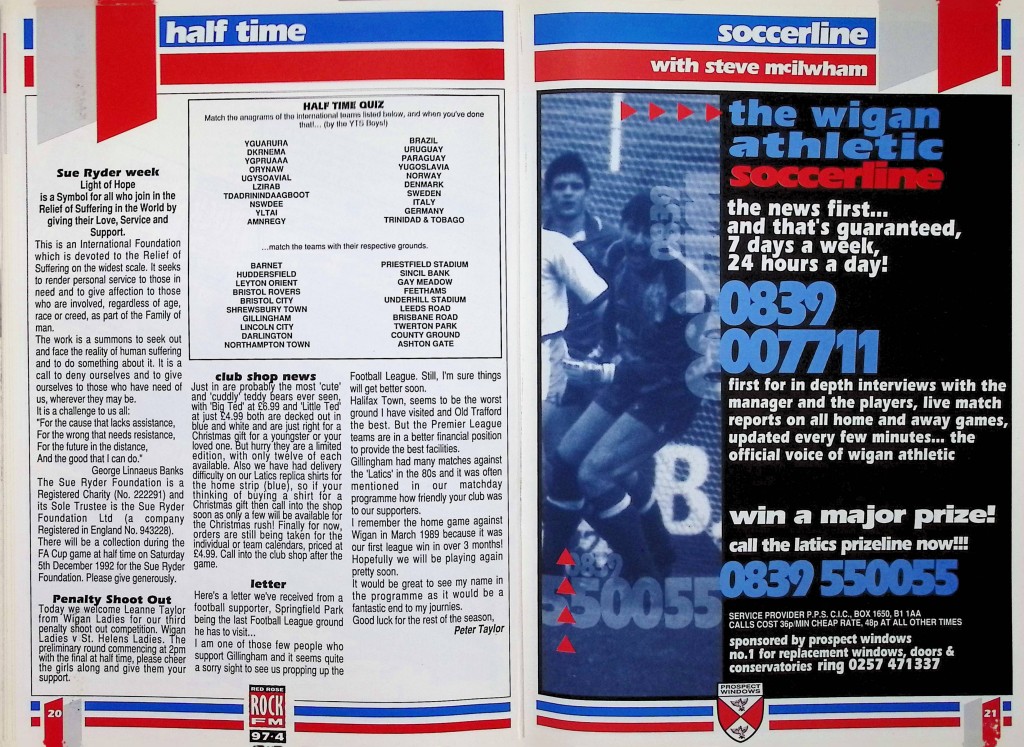 half time
Sue Ryder week
Light of Hope
is a Symbol for all who join in the
Relief of Suffering in the World by
giving their Love, Service and
Support.
This is an International Foundation
which is devoted to the Relief of
Suffering on the widest scale. It seeks
to render personal service to those in
need and to give affection to those
who are involved, regardless of age,
race or creed, as part of the Family of
man.
The work is a summons to seek out
and face the reality of human suffering
and to do something about it. It is a
call to deny ourselves and to give
ourselves to those who have need of
us, wherever they may be.
It is a challenge to us all:
"For the cause that lacks assistance,
For the wrong that needs resistance,
For the future in the distance,
And the good that I can do."
George Linnaeus Banks
The Sue Ryder Foundation is a
Registered Charity (No. 222291) and
its Sole Trustee is the Sue Ryder
Foundation Ltd (a company
Registered in England No. 943228).
There will be a collection during the
FA Cup game at half time on Saturday
5th December 1992 for the Sue Ryder
Foundation. Please give generously.
Penalty Shoot Out
Today we welcome Leanne Taylor
from Wigan Ladies for our third
penalty shoot out competition. Wigan
Ladies v St. Helens Ladies. The
preliminary round commencing at 2pm
with the final at half time, please cheer
the girls along and give them your
support.
HALF TIME QUIZ
Match the anagrams of the international teams listed below, and when you've done
that!... (by the YTS Boys!)
YGUARURA
DKRNEMA
YGPRUAAA
ORYNAW
UGYSOAVIAL
LZIRAB
TDADRININDAAGBOOT
NSWDEE
YLTAI
AMNREGY
BRAZIL
URUGUAY
PARAGUAY
YUGOSLAVIA
NORWAY
DENMARK
SWEDEN
ITALY
GERMANY
TRINIDAD & TOBAGO
...match the teams with their respective grounds.
BARNET
HUDDERSFIELD
LEYTON ORIENT
BRISTOL ROVERS
BRISTOL CITY
SHREWSBURY TOWN
GILLINGHAM
LINCOLN CITY
DARLINGTON
NORTHAMPTON TOWN
PRIESTFIELD STADIUM
SINCIL BANK
GAY MEADOW
FEETHAMS
UNDERHILL STADIUM
LEEDS ROAD
BRISBANE ROAD
TWERTON PARK
COUNTY GROUND
ASHTON GATE
club shop news
Just in are probably the most 'cute'
and 'cuddly' teddy bears ever seen,
with 'Big Ted' at £6.99 and 'Little Ted'
at just £4.99 both are decked out in
blue and white and are just right for a
Christmas gift for a youngster or your
loved one. But hurry they are a limited
edition, with only twelve of each
available. Also we have had delivery
difficulty on our Latics replica shirts for
the home strip (blue), so if your
thinking of buying a shirt for a
Christmas gift then call into the shop
soon as only a few will be available for
the Christmas rush! Finally for now,
orders are still being taken for the
individual or team calendars, priced at
£4.99. Call into the club shop after the
game.
letter
Here's a letter we've received from a
football supporter, Springfield Park
being the last Football League ground
he has to visit...
I am one of those few people who
support Gillingham and it seems quite
a sorry sight to see us propping up the
Football League. Still, I'm sure things
will get better soon.
Halifax Town, seems to be the worst
ground I have visited and Old Trafford
the best. But the Premier League
teams are in a better financial position
to provide the best facilities.
Gillingham had many matches against
the 'Latics' in the 80s and it was often
mentioned in our matchday
programme how friendly your club was
to our supporters.
I remember the home game against
Wigan in March 1989 because it was
our first league win in over 3 months!
Hopefully we will be playing again
pretty soon.
It would be great to see my name in
the programme as it would be a
fantastic end to my journies.
Good luck for the rest of the season,
Peter Taylor
20
RED ROSE
ROCK
FM
97·4
soccerline
with steve mcilwham
the wigan
athletic
soccerline
the news first...
and that's guaranteed,
7 days a week,
24 hours a day!
0839
007711
first for in depth interviews with the
manager and the players, live match
reports on all home and away games,
updated every few minutes... the
official voice of wigan athletic
win a major prize!
call the latics prizeline now!!!
0839 550055
SERVICE PROVIDER P.P.S. C.I.C., BOX 1650, B1 1AA
CALLS COST 36p/MIN CHEAP RATE, 48p AT ALL OTHER TIMES
sponsored by prospect windows
no.1 for replacement windows, doors &
conservatories ring 0257 471337
B
0839
550055
PROSPECT
WINDOWS
21